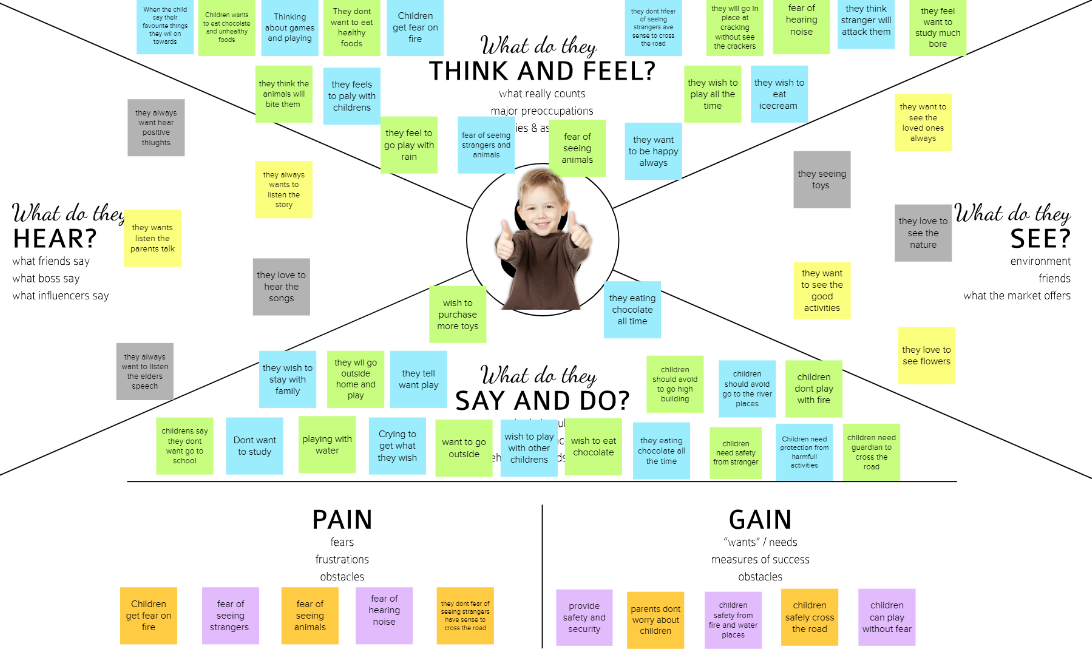 When the child
say their
favourite things
they wil on
towards
Children wants
to eat chocolate
and unhealthy
foods
Thinking
about games
and playing
They dont
want to eat
healthy
foods
Children
get fear on
fire
they dont hfear
of seeing
strangers ave
sense to cross
the road
they will go in
place at
cracking
without see
the crackers
fear of
hearing
noise
they think
stranger will
attack them
they feel
want to
study much
bore
What do they
THINK AND FEEL?
what really counts
major preoccupations
ies & as
they think the
animals will
bite them
they feels
to paly with
childrens
they feel to
go play with
rain
fear of seeing
strangers and
animals
fear of
seeing
animals
they want
to be happy
always
they wish to
play all the
time
they wish to
eat
icecream
What do they
HEAR?
what friends say
what boss say
what influencers say
they always
want hear
positive
thiughts
they always
wants to
listen the
story
they wants
listen the
parents talk
they love to
hear the
songs
they always
want to listen
the elders
speech
What do they
SEE?
environment
friends
what the market offers
they want to
see the
loved ones
always
they seeing
toys
they love to
see the
nature
they want
to see the
good
activities
they love to
see flowers
What do they
SAY AND DO?
wish to
purchase
more toys
they eating
chocolate
all time
they wish to
stay with
family
they wil go
outside
home and
play
they tell
want play
children
should avoid
to go high
building
children
should avoid
go to the river
places
children
dont play
with fire
childrens say
they dont
want go to
school
Dont want
to study
playing with
water
Crying to
get what
they wish
want to go
outside
wish to play
with other
childrens
wish to eat
chocolate
they eating
chocolate all
the time
children
need safety
from stranger
Children need
protection from
harmfull
activities
children need
guardian to
cross the
road
PAIN
fears
frustrations
obstacles
Children
get fear on
fire
fear of
seeing
strangers
fear of
seeing
animals
fear of
hearing
noise
they dont fear of
seeing strangers
have sense to
cross the road
GAIN
“wants” / needs
measures of success
obstacles
provide
safety and
security
parents dont
worry about
children
children
safety from
fire and water
places
children
safely cross
the road
children
can play
without fear